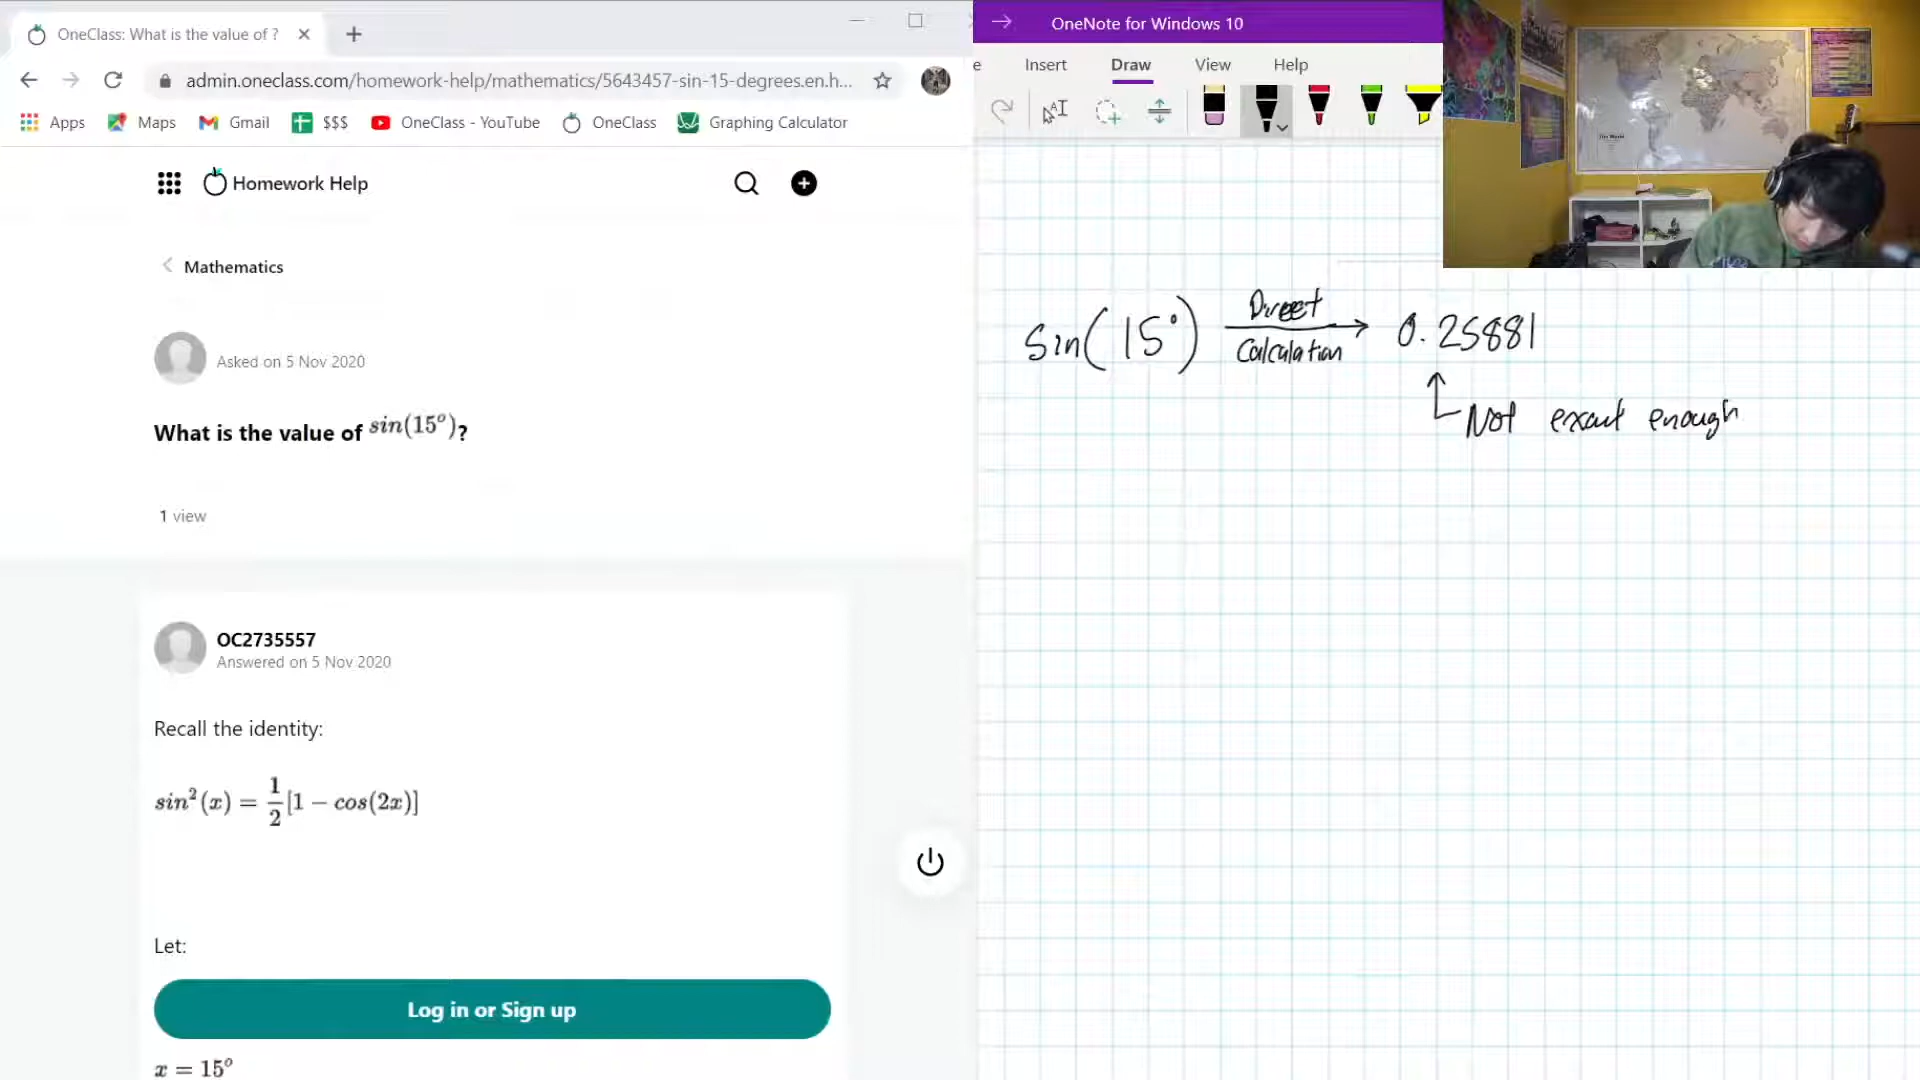 OneClass: What is the value of ?
admin.oneclass.com/homework-help/mathematics/5643457-sin-15-degrees.en.h...
Apps Maps Gmail $$$ OneClass - YouTube OneClass Graphing Calculator
Homework Help
Mathematics
Asked on 5 Nov 2020
What is the value of sin(15°)?
1 view
OC2735557
Answered on 5 Nov 2020
Recall the identity:
sin²(x) = 1/2[1 − cos(2x)]
Let:
Log in or Sign up
x = 15°
OneNote for Windows 10
e Insert Draw View Help
sin(15°) Direct Calculation → 0.25881
Not exact enough